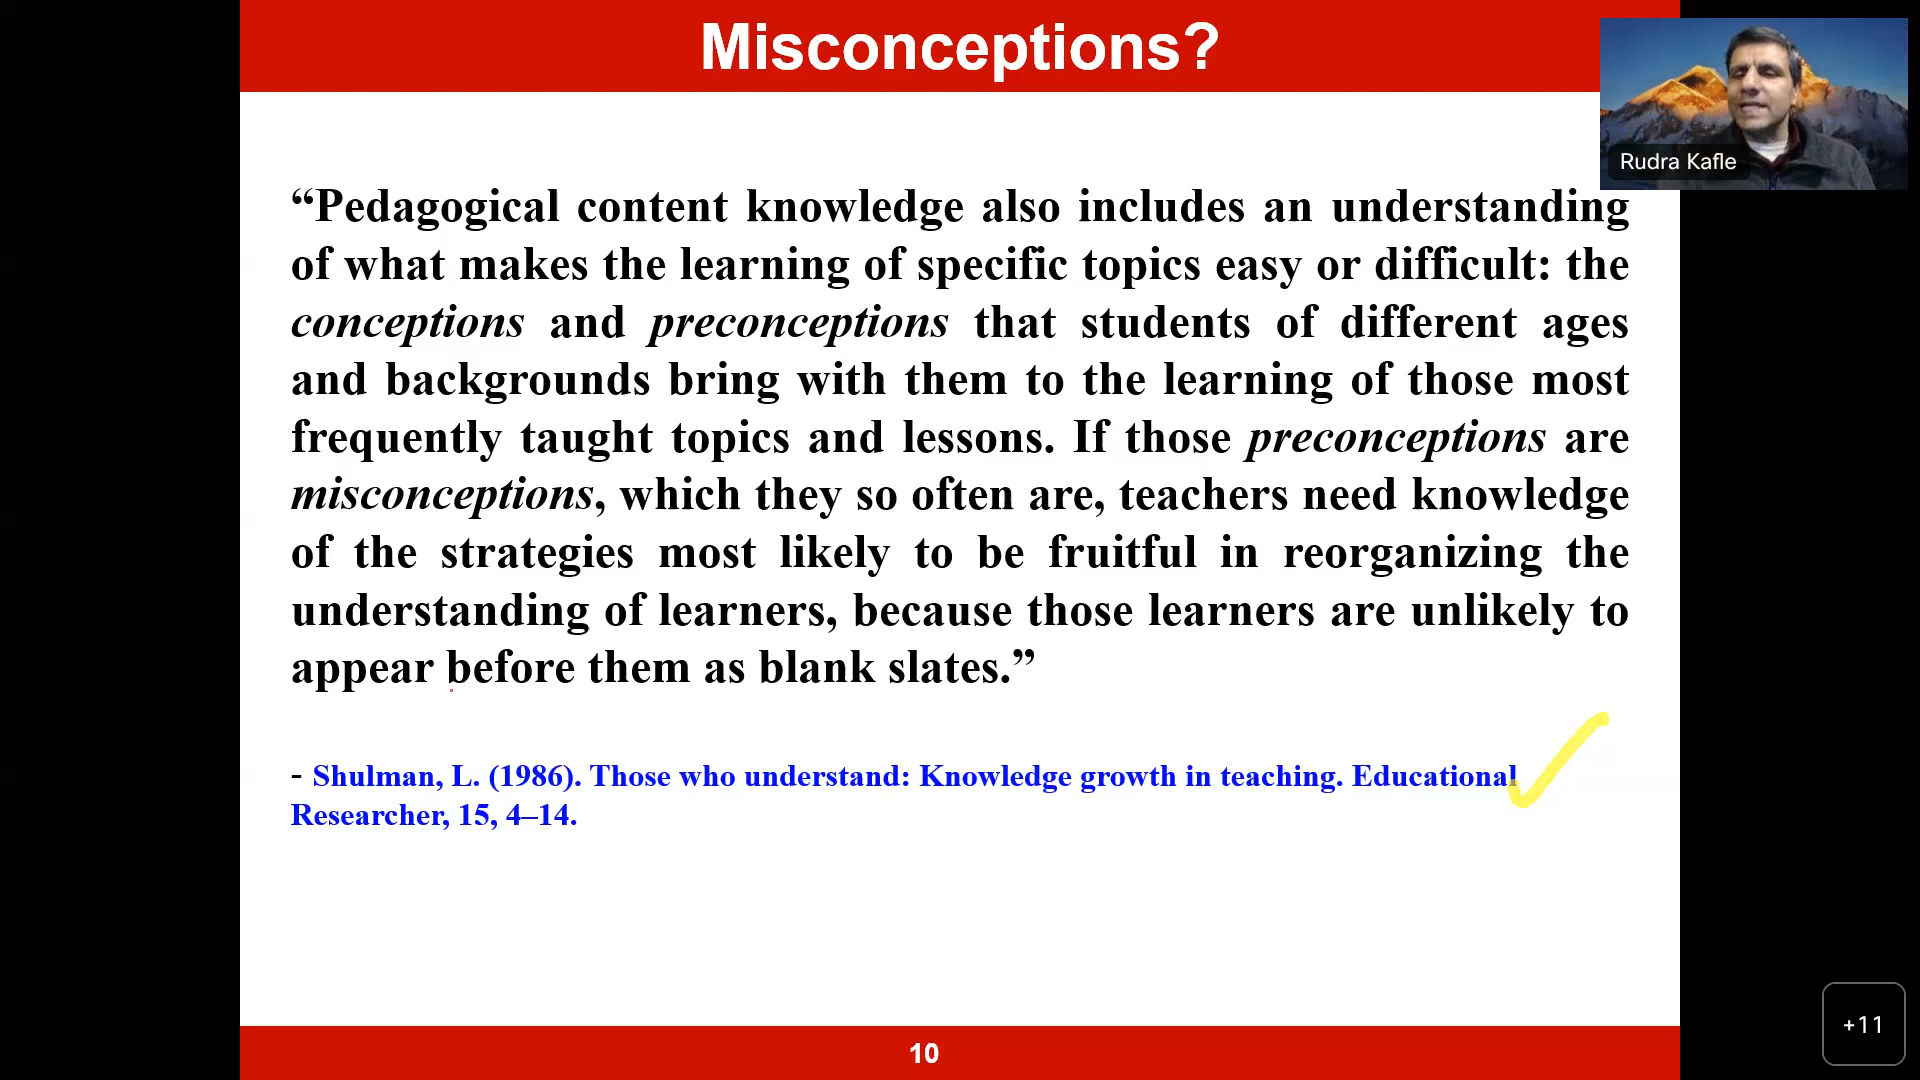 Misconceptions?
Rudra Kafle
“Pedagogical content knowledge also includes an understanding
of what makes the learning of specific topics easy or difficult: the
conceptions and preconceptions that students of different ages
and backgrounds bring with them to the learning of those most
frequently taught topics and lessons. If those preconceptions are
misconceptions, which they so often are, teachers need knowledge
of the strategies most likely to be fruitful in reorganizing the
understanding of learners, because those learners are unlikely to
appear before them as blank slates.”
- Shulman, L. (1986). Those who understand: Knowledge growth in teaching. Educational
Researcher, 15, 4–14.
10
+11